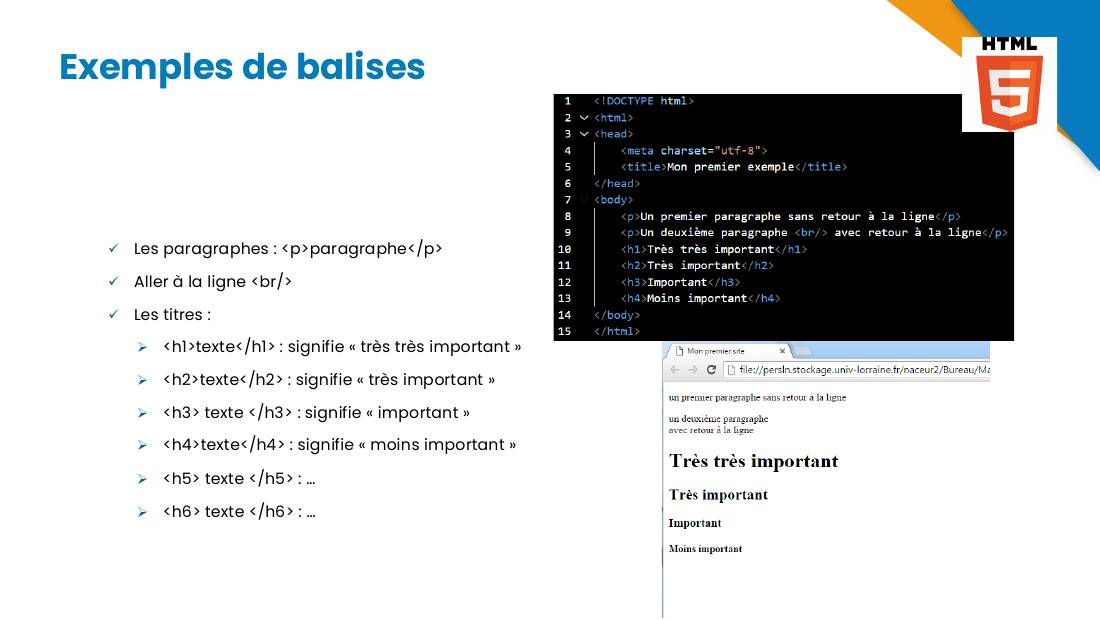 Exemples de balises
HTML
5
Les paragraphes : <p>paragraphe</p>
Aller à la ligne <br/>
Les titres :
<h1>texte</h1> : signifie « très très important »
<h2>texte</h2> : signifie « très important »
<h3> texte </h3> : signifie « important »
<h4>texte</h4> : signifie « moins important »
<h5> texte </h5> : ...
<h6> texte </h6> : ...
1 <!DOCTYPE html>
2 <html>
3 <head>
4 <meta charset="utf-8">
5 <title>Mon premier exemple</title>
6 </head>
7 <body>
8 <p>Un premier paragraphe sans retour à la ligne</p>
9 <p>Un deuxième paragraphe <br/> avec retour à la ligne</p>
10 <h1>Très très important</h1>
11 <h2>Très important</h2>
12 <h3>Important</h3>
13 <h4>Moins important</h4>
14 </body>
15 </html>
Mon premier site
file://persln.stockage.univ-lorraine.fr/naceur2/Bureau/Ma
un premier paragraphe sans retour à la ligne
un deuxième paragraphe
avec retour à la ligne
Très très important
Très important
Important
Moins important